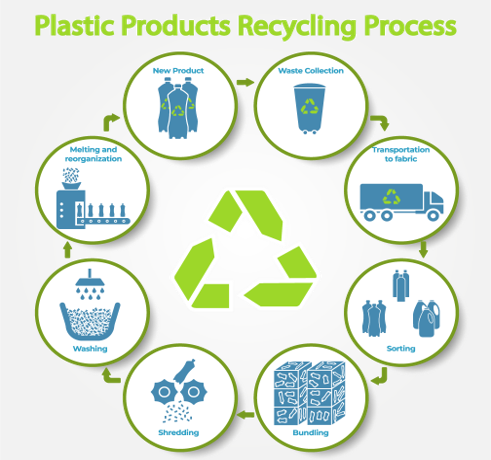 Plastic Products Recycling Process
New Product
Waste Collection
Transportation
to fabric
Sorting
Bundling
Shredding
Washing
Melting and
reorganization